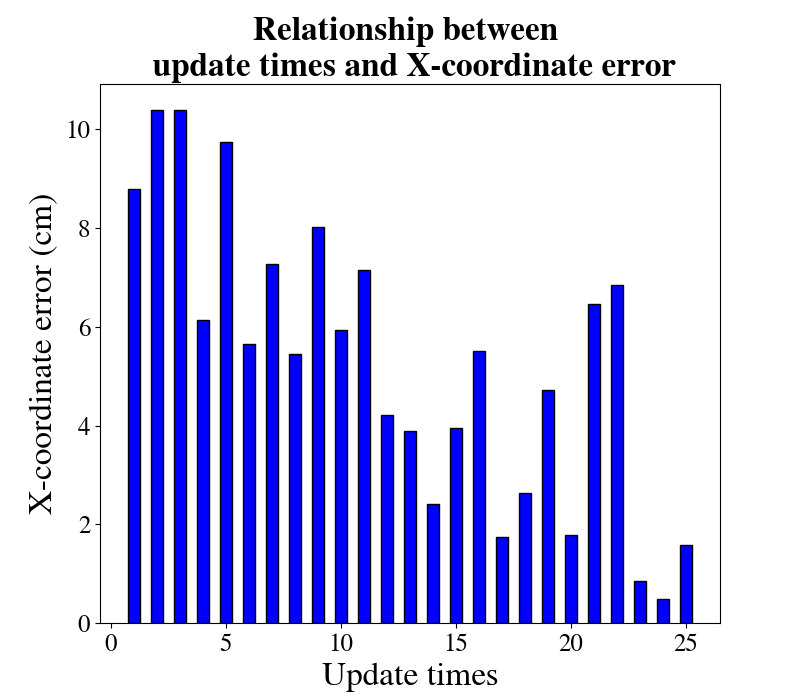 Relationship between
update times and X-coordinate error
X-coordinate error (cm)
10
8
6
4
2
0
0 5 10 15 20 25
Update times